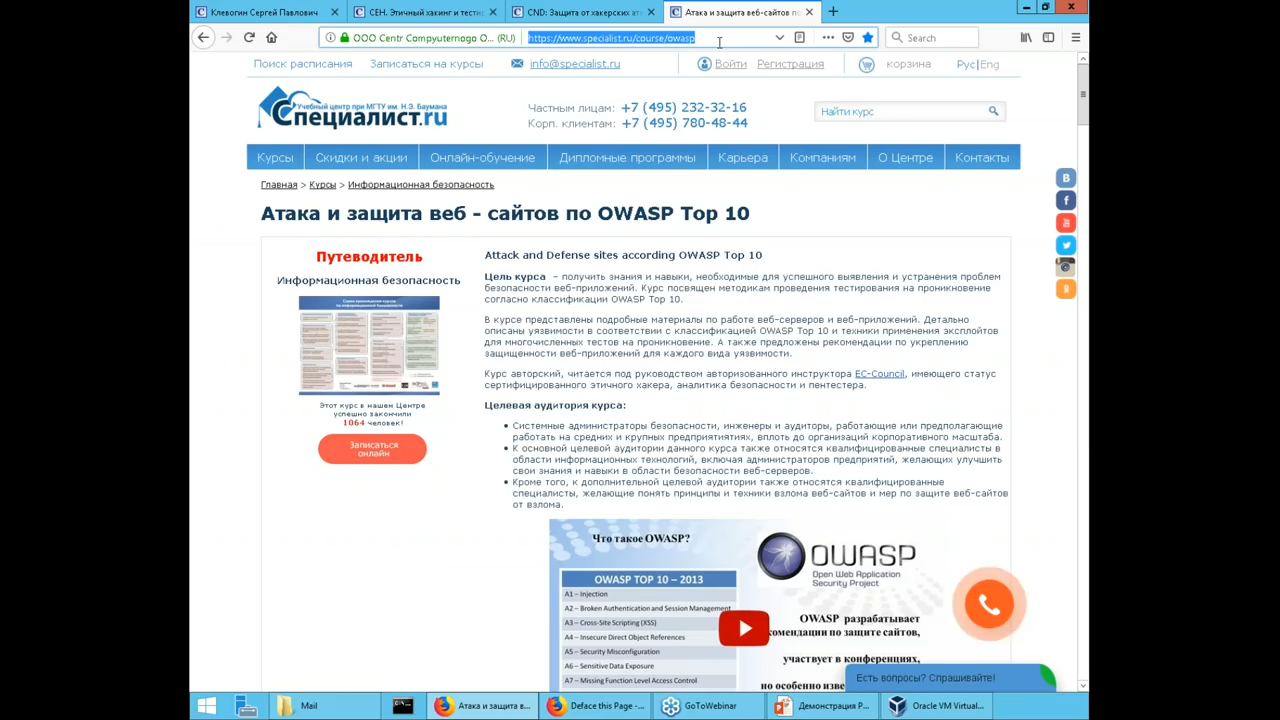 Клевогин Сергей Павлович
CEH. Этичный хакинг и тести
CND: Защита от хакерских ат
Атака и защита веб-сайтов по
ООО Centr Compyuternogo O... (RU)
https://www.specialist.ru/course/owasp
Search
Поиск расписания
Записаться на курсы
info@specialist.ru
Войти
Регистрация
корзина
Рус|Eng
Учебный центр при МГТУ им. Н.Э. Баумана
Специалист.ru
Частным лицам: +7 (495) 232-32-16
Корп. клиентам: +7 (495) 780-48-44
Найти курс
Курсы
Скидки и акции
Онлайн-обучение
Дипломные программы
Карьера
Компаниям
О Центре
Контакты
Главная > Курсы > Информационная безопасность
Атака и защита веб - сайтов по OWASP Top 10
Путеводитель
Информационная безопасность
Этот курс в нашем Центре
успешно закончили
1064 человек!
Записаться
онлайн
Attack and Defense sites according OWASP Top 10
Цель курса – получить знания и навыки, необходимые для успешного выявления и устранения проблем
безопасности веб-приложений. Курс посвящен методикам проведения тестирования на проникновение
согласно классификации OWASP Top 10.
В курсе представлены подробные материалы по работе веб-серверов и веб приложений. Детально
описаны уязвимости в соответствии с классификацией OWASP Top 10 и техники применения эксплойтов
для многочисленных тестов на проникновение. А также предложены рекомендации по укреплению
защищенности веб-приложений для каждого вида уязвимости.
Курс авторский, читается под руководством авторизованного инструктора EC-Council, имеющего статус
сертифицированного этичного хакера, аналитика безопасности и пентестера.
Целевая аудитория курса:
Системные администраторы безопасности, инженеры и аудиторы, работающие или предполагающие
работать на средних и крупных предприятиятиях, вплоть до организаций корпоративного масштаба.
К основной целевой аудитории данного курса также относятся квалифицированные специалисты в
области информационных технологий, включая администраторов предприятий, желающих улучшить
свои знания и навыки в области безопасности веб-серверов.
Кроме того, к дополнительной целевой аудитории также относятся квалифицированные
специалисты, желающие понять принципы и техники взлома веб-сайтов и мер по защите веб-сайтов
от взлома.
Что такое OWASP?
OWASP
Open Web Application
Security Project
OWASP TOP 10 – 2013
A1 – Injection
A2 – Broken Authentication and Session Management
A3 – Cross-Site Scripting (XSS)
A4 – Insecure Direct Object References
A5 – Security Misconfiguration
A6 – Sensitive Data Exposure
A7 – Missing Function Level Access Control
OWASP разрабатывает
комендации по защите сайтов,
участвует в конференциях,
но особенно изве
Есть вопросы? Спрашивайте!
Mail
Атака и защита в...
Deface this Page -...
GoToWebinar
Демонстрация P...
Oracle VM Virtual...